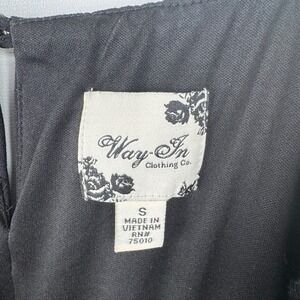 Way-In
Clothing Co.
S
MADE IN
VIETNAM
RN#
75010